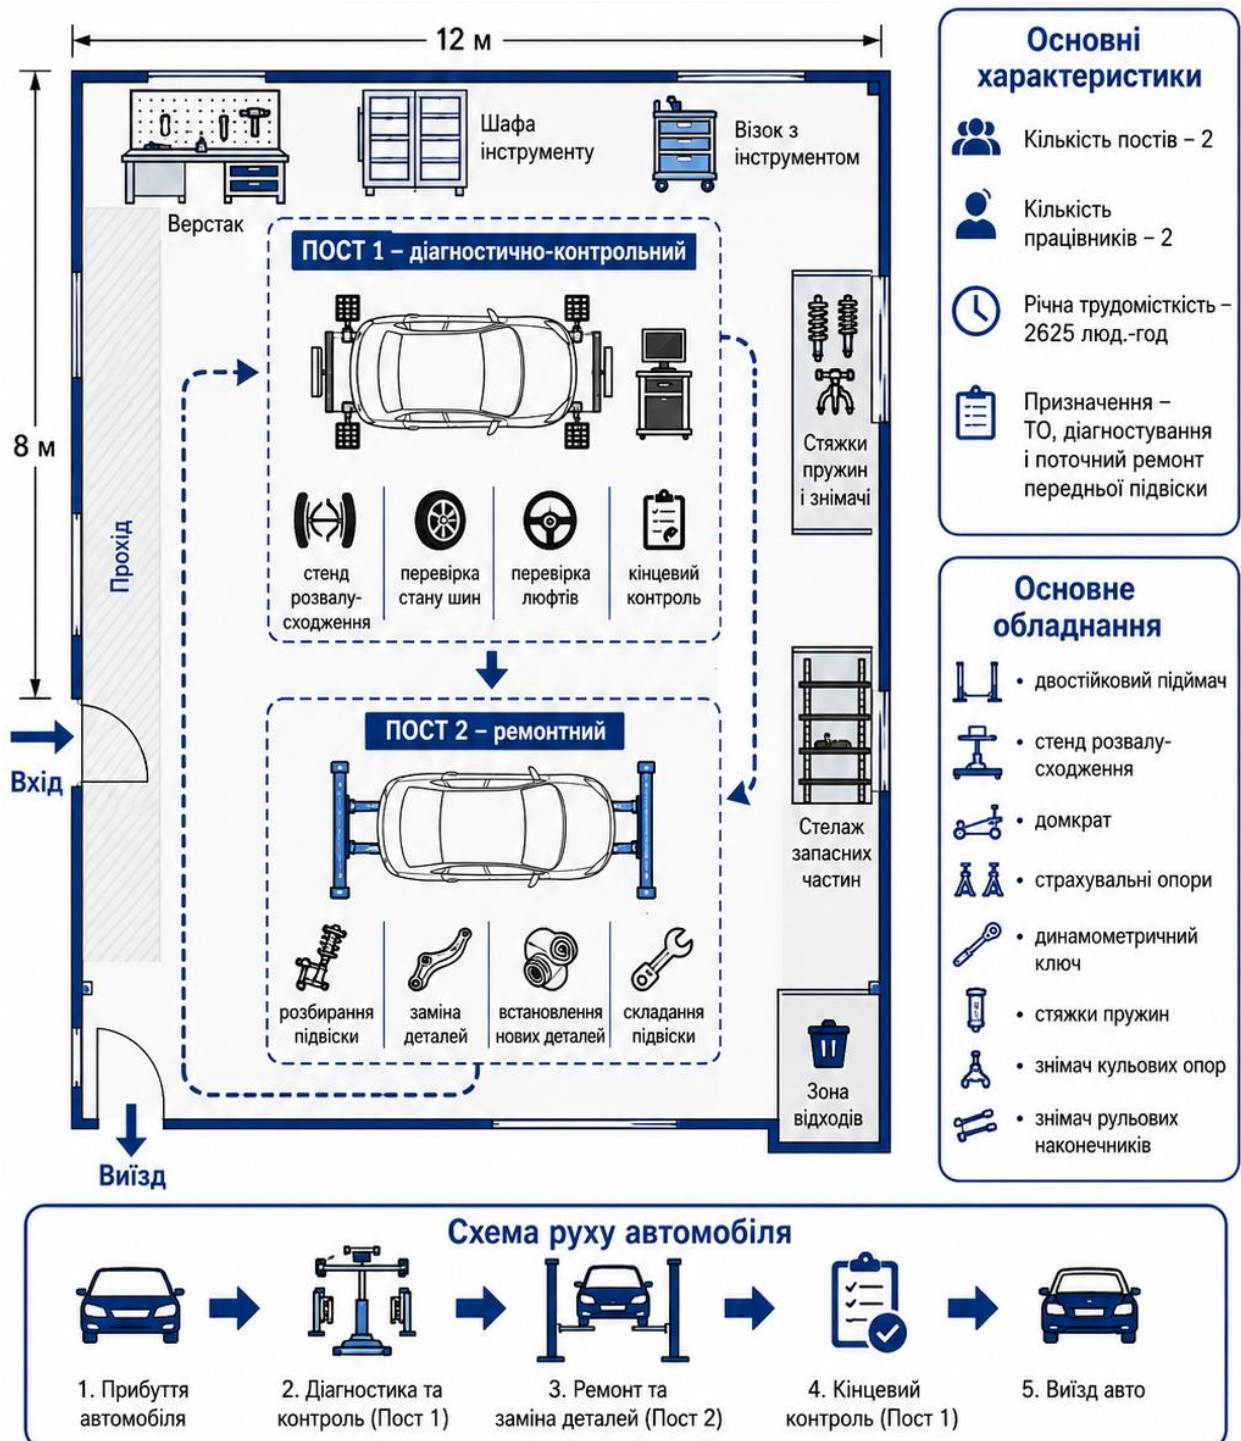 12 м
8 м
Верстак
Шафа
інструменту
Візок з
інструментом
ПОСТ 1 – діагностично-контрольний
стенд
розвалу-
сходження
перевірка
стану шин
перевірка
люфтів
кінцевий
контроль
Стяжки
пружин
і знімачі
Прохід
Вхід
ПОСТ 2 – ремонтний
розбирання
підвіски
заміна
деталей
встановлення
нових деталей
складання
підвіски
Стелаж
запасних
частин
Зона
відходів
Виїзд
Основні
характеристики
Кількість постів – 2
Кількість
працівників – 2
Річна трудомісткість –
2625 люд.-год
Призначення –
ТО, діагностування
і поточний ремонт
передньої підвіски
Основне
обладнання
• двостійковий підймач
• стенд розвалу-
сходження
• домкрат
• страхувальні опори
• динамометричний
ключ
• стяжки пружин
• знімач кульових опор
• знімач рульових
наконечників
Схема руху автомобіля
1. Прибуття
автомобіля
2. Діагностика та
контроль (Пост 1)
3. Ремонт та
заміна деталей (Пост 2)
4. Кінцевий
контроль (Пост 1)
5. Виїзд авто